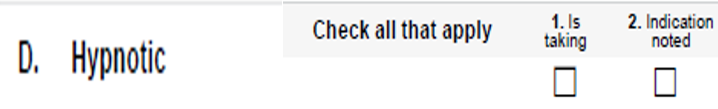 Check all that apply
1. Is taking
2. Indication noted
D. Hypnotic